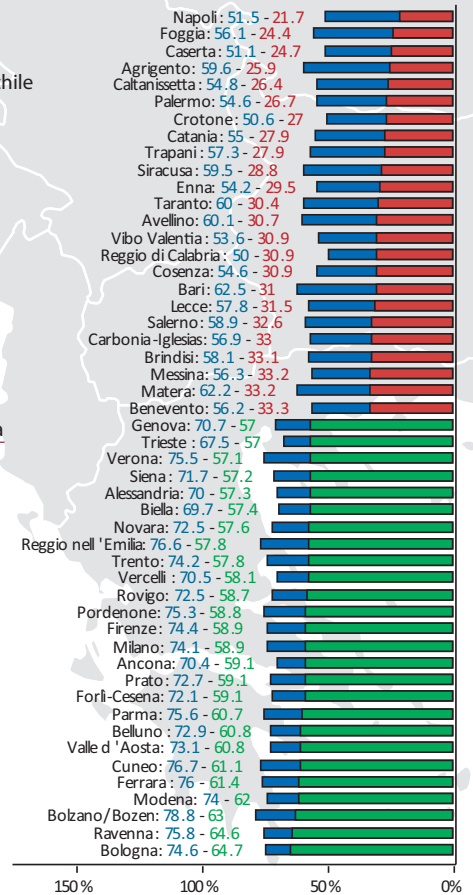 Napoli: 51.5 - 21.7
Foggia: 56.1 - 24.4
Caserta: 51.1 - 24.7
Agrigento: 59.6 - 25.9
hile
Caltanissetta: 54.8 - 26.4
Palermo: 54.6 - 26.7
Crotone: 50.6 - 27
Catania: 55 - 27.9
Trapani: 57.3 - 27.9
Siracusa: 59.5 - 28.8
Enna: 54.2 - 29.5
Taranto: 60 - 30.4
Avellino: 60.1 - 30.7
Vibo Valentia: 53.6 - 30.9
Reggio di Calabria: 50 - 30.9
Cosenza: 54.6 - 30.9
Bari: 62.5 - 31
Lecce: 57.8 - 31.5
Salerno: 58.9 - 32.6
Carbonia-Iglesias: 56.9 - 33
Brindisi: 58.1 - 33.1
Messina: 56.3 - 33.2
Matera: 62.2 - 33.2
Benevento: 56.2 - 33.3
Genova: 70.7 - 57
a
Trieste: 67.5 - 57
Verona: 75.5 - 57.1
Siena: 71.7 - 57.2
Alessandria: 70 - 57.3
Biella: 69.7 - 57.4
Novara: 72.5 - 57.6
Reggio nell'Emilia: 76.6 - 57.8
Trento: 74.2 - 57.8
Vercelli: 70.5 - 58.1
Rovigo: 72.5 - 58.7
Pordenone: 75.3 - 58.8
Firenze: 74.4 - 58.9
Milano: 74.1 - 58.9
Ancona: 70.4 - 59.1
Prato: 72.7 - 59.1
Forlì-Cesena: 72.1 - 59.1
Parma: 75.6 - 60.7
Belluno: 72.9 - 60.8
Valle d'Aosta: 73.1 - 60.8
Cuneo: 76.7 - 61.1
Ferrara: 76 - 61.4
Modena: 74 - 62
Bolzano/Bozen: 78.8 - 63
Ravenna: 75.8 - 64.6
Bologna: 74.6 - 64.7
150% 100% 50% 0%